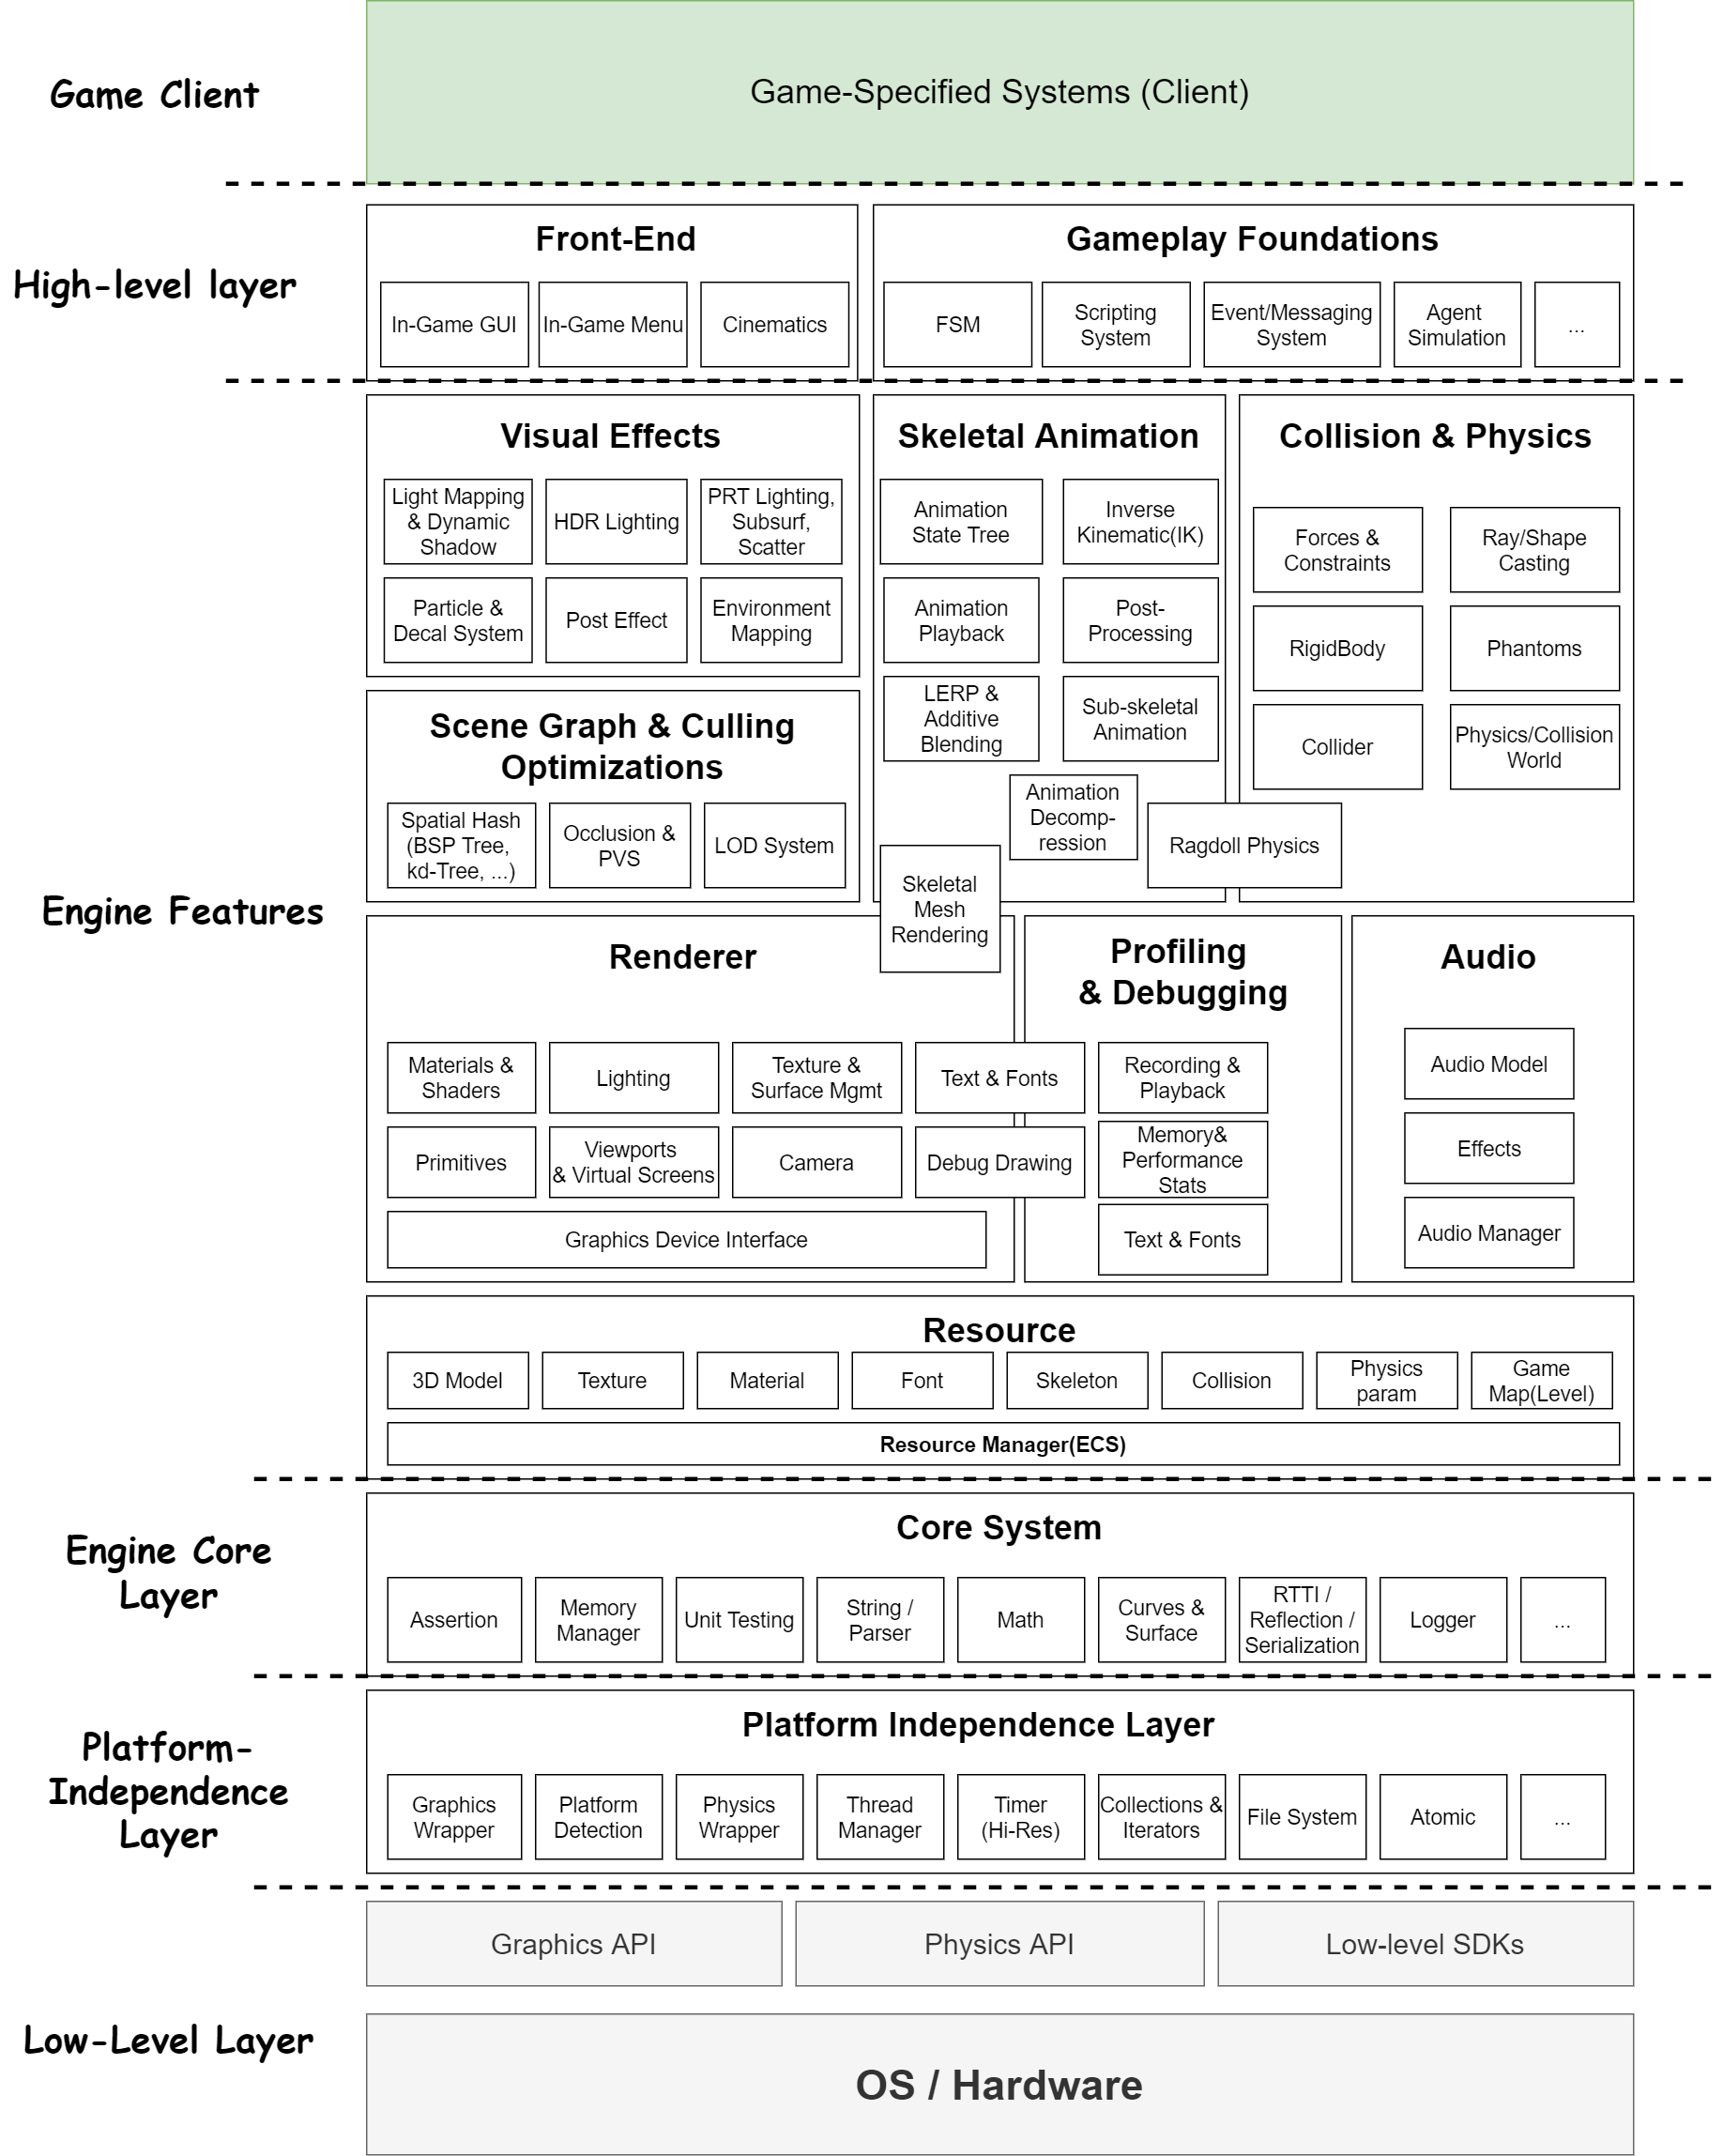 Game Client
Game-Specified Systems (Client)
High-level layer
Front-End
In-Game GUI
In-Game Menu
Cinematics
Gameplay Foundations
FSM
Scripting
System
Event/Messaging
System
Agent
Simulation
...
Engine Features
Visual Effects
Light Mapping
& Dynamic
Shadow
HDR Lighting
PRT Lighting,
Subsurf,
Scatter
Particle &
Decal System
Post Effect
Environment
Mapping
Skeletal Animation
Animation
State Tree
Inverse
Kinematic(IK)
Animation
Playback
Post-
Processing
LERP &
Additive
Blending
Sub-skeletal
Animation
Animation
Decomp-
ression
Skeletal
Mesh
Rendering
Ragdoll Physics
Collision & Physics
Forces &
Constraints
Ray/Shape
Casting
RigidBody
Phantoms
Collider
Physics/Collision
World
Scene Graph & Culling
Optimizations
Spatial Hash
(BSP Tree,
kd-Tree, ...)
Occlusion &
PVS
LOD System
Renderer
Materials &
Shaders
Lighting
Texture &
Surface Mgmt
Text & Fonts
Primitives
Viewports
& Virtual Screens
Camera
Debug Drawing
Graphics Device Interface
Profiling
& Debugging
Recording &
Playback
Memory&
Performance
Stats
Text & Fonts
Audio
Audio Model
Effects
Audio Manager
Resource
3D Model
Texture
Material
Font
Skeleton
Collision
Physics
param
Game
Map(Level)
Resource Manager(ECS)
Engine Core
Layer
Core System
Assertion
Memory
Manager
Unit Testing
String /
Parser
Math
Curves &
Surface
RTTI /
Reflection /
Serialization
Logger
...
Platform-
Independence
Layer
Platform Independence Layer
Graphics
Wrapper
Platform
Detection
Physics
Wrapper
Thread
Manager
Timer
(Hi-Res)
Collections &
Iterators
File System
Atomic
...
Low-Level Layer
Graphics API
Physics API
Low-level SDKs
OS / Hardware